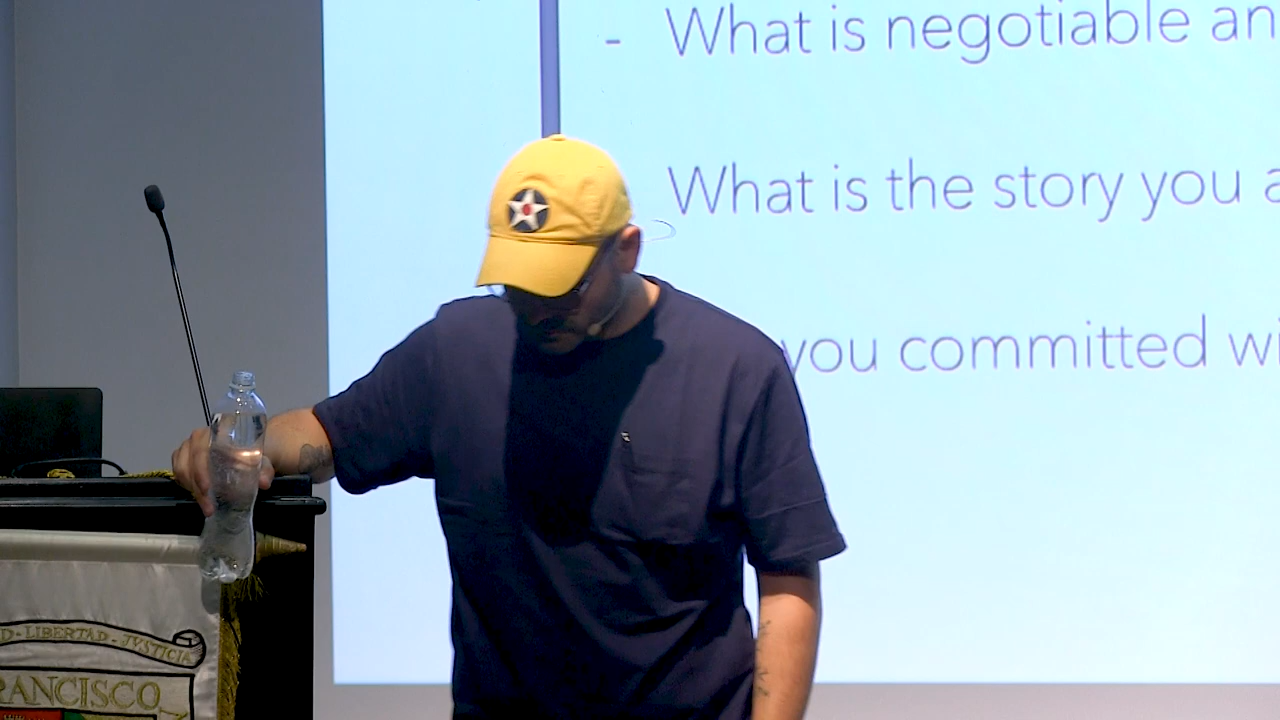 - What is negotiable an
What is the story you a
you committed wi
D-LIBERTAD-JVSTICIA
RANCISCO